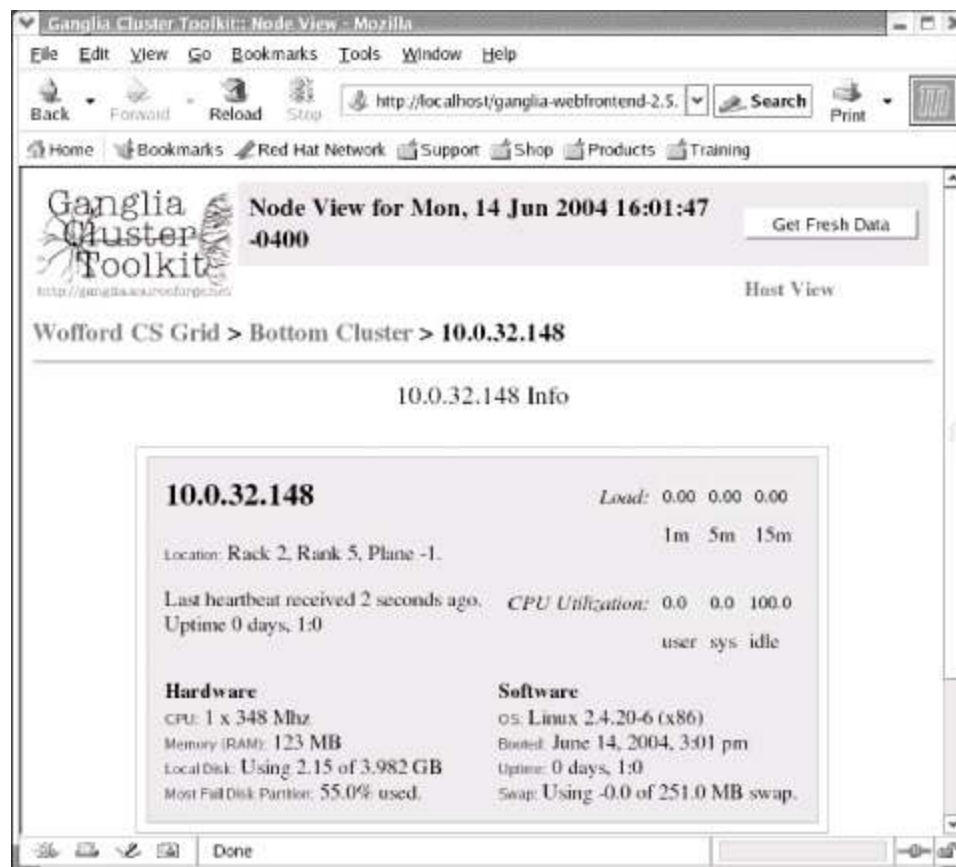 Ganglia Cluster Toolkit:: Node View - Mozilla
File Edit View Go Bookmarks Tools Window Help
Back Forward Reload Stop http://localhost/ganglia-webfrontend-2.5. Search Print
Home Bookmarks Red Hat Network Support Shop Products Training
Ganglia
Cluster
Toolkit
http://ganglia.sourceforge.net
Node View for Mon, 14 Jun 2004 16:01:47
-0400
Get Fresh Data
Host View
Wofford CS Grid > Bottom Cluster > 10.0.32.148
10.0.32.148 Info
10.0.32.148
Load: 0.00 0.00 0.00
1m 5m 15m
Location: Rack 2, Rank 5, Plane -1.
Last heartbeat received 2 seconds ago.
Uptime 0 days, 1:0
CPU Utilization: 0.0 0.0 100.0
user sys idle
Hardware
CPU: 1 x 348 Mhz
Memory (RAM): 123 MB
Local Disk: Using 2.15 of 3.982 GB
Most Full Disk Partition: 55.0% used.
Software
OS: Linux 2.4.20-6 (x86)
Booted: June 14, 2004, 3:01 pm
Uptime: 0 days, 1:0
Swap: Using -0.0 of 251.0 MB swap.
Done